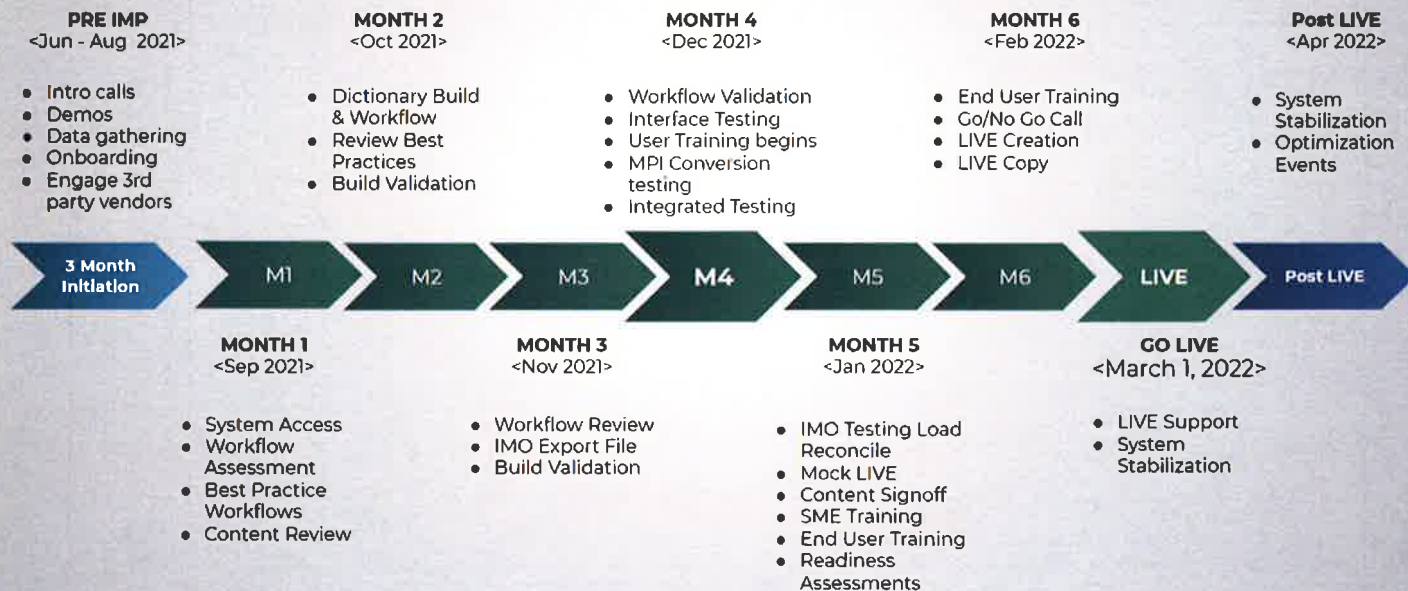 PRE IMP
<Jun - Aug 2021>
• Intro calls
• Demos
• Data gathering
• Onboarding
• Engage 3rd
party vendors
MONTH 2
<Oct 2021>
• Dictionary Build
& Workflow
• Review Best
Practices
• Build Validation
MONTH 4
<Dec 2021>
• Workflow Validation
• Interface Testing
• User Training begins
• MPI Conversion
testing
• Integrated Testing
MONTH 6
<Feb 2022>
• End User Training
• Go/No Go Call
• LIVE Creation
• LIVE Copy
Post LIVE
<Apr 2022>
• System
Stabilization
• Optimization
Events
3 Month
Initiation
M1
M2
M3
M4
M5
M6
LIVE
Post LIVE
MONTH 1
<Sep 2021>
• System Access
• Workflow
Assessment
• Best Practice
Workflows
• Content Review
MONTH 3
<Nov 2021>
• Workflow Review
• IMO Export File
• Build Validation
MONTH 5
<Jan 2022>
• IMO Testing Load
Reconcile
• Mock LIVE
• Content Signoff
• SME Training
• End User Training
• Readiness
Assessments
GO LIVE
<March 1, 2022>
• LIVE Support
• System
Stabilization